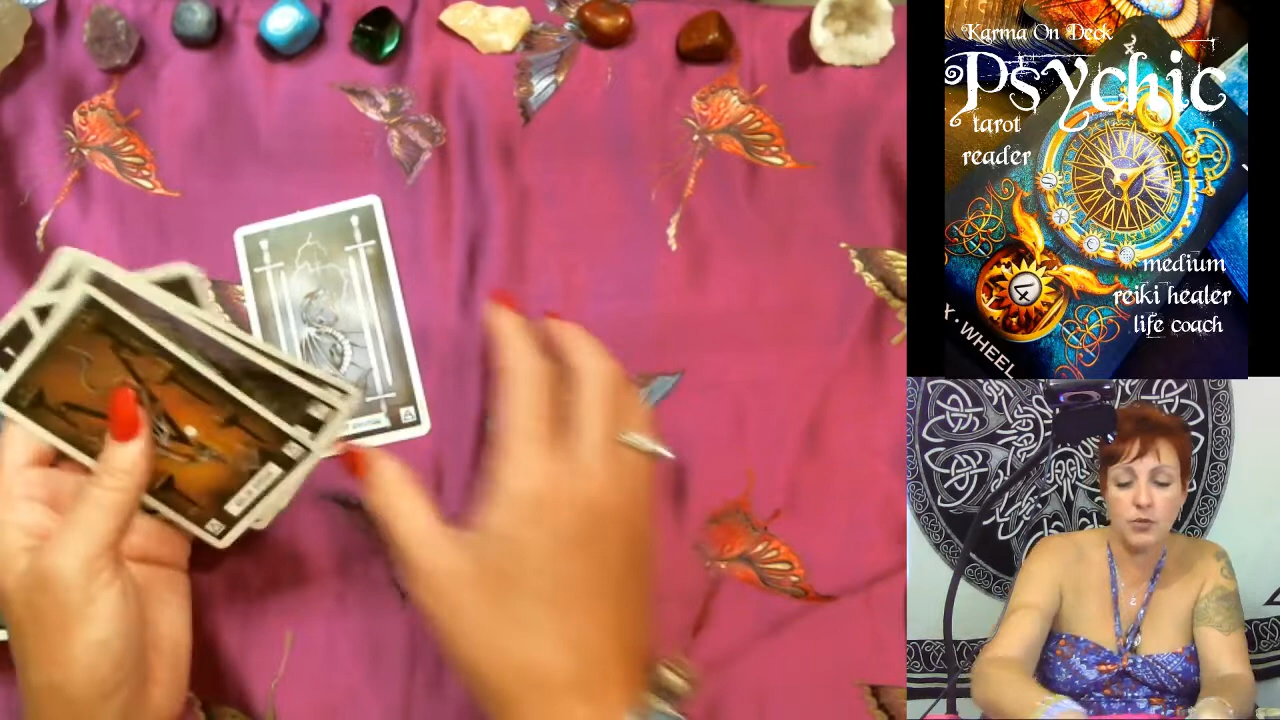 Karma On Deck
Psychic
tarot
reader
medium
reiki healer
life coach
X • WHEEL